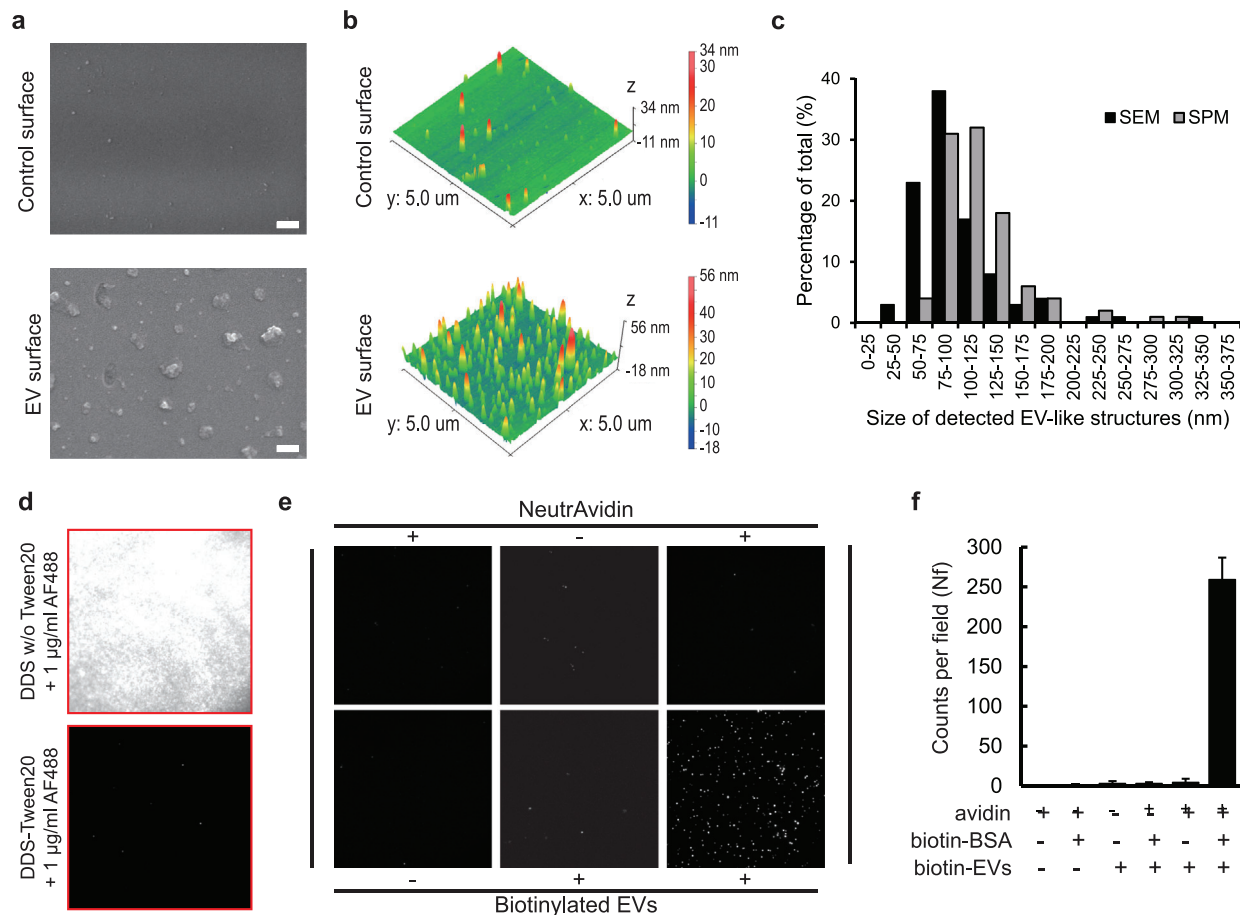 a
Control surface
EV surface
b
Control surface
y: 5.0 um
x: 5.0 um
Z
34 nm
-11 nm
34 nm
30
20
10
0
-11
EV surface
y: 5.0 um
x: 5.0 um
Z
56 nm
-18 nm
56 nm
40
30
20
10
0
-10
-18
c
Percentage of total (%)
40
30
20
10
0
SEM
SPM
0-25
25-50
50-75
75-100
100-125
125-150
150-175
175-200
200-225
225-250
250-275
275-300
300-325
325-350
350-375
Size of detected EV-like structures (nm)
d
DDS w/o Tween20
+ 1 µg/ml AF488
DDS-Tween20
+ 1 µg/ml AF488
e
NeutrAvidin
+ - +
- + +
Biotinylated EVs
f
Counts per field (Nf)
300
250
200
150
100
50
0
avidin
biotin-BSA - + - + - +
biotin-EVs - - + + + +